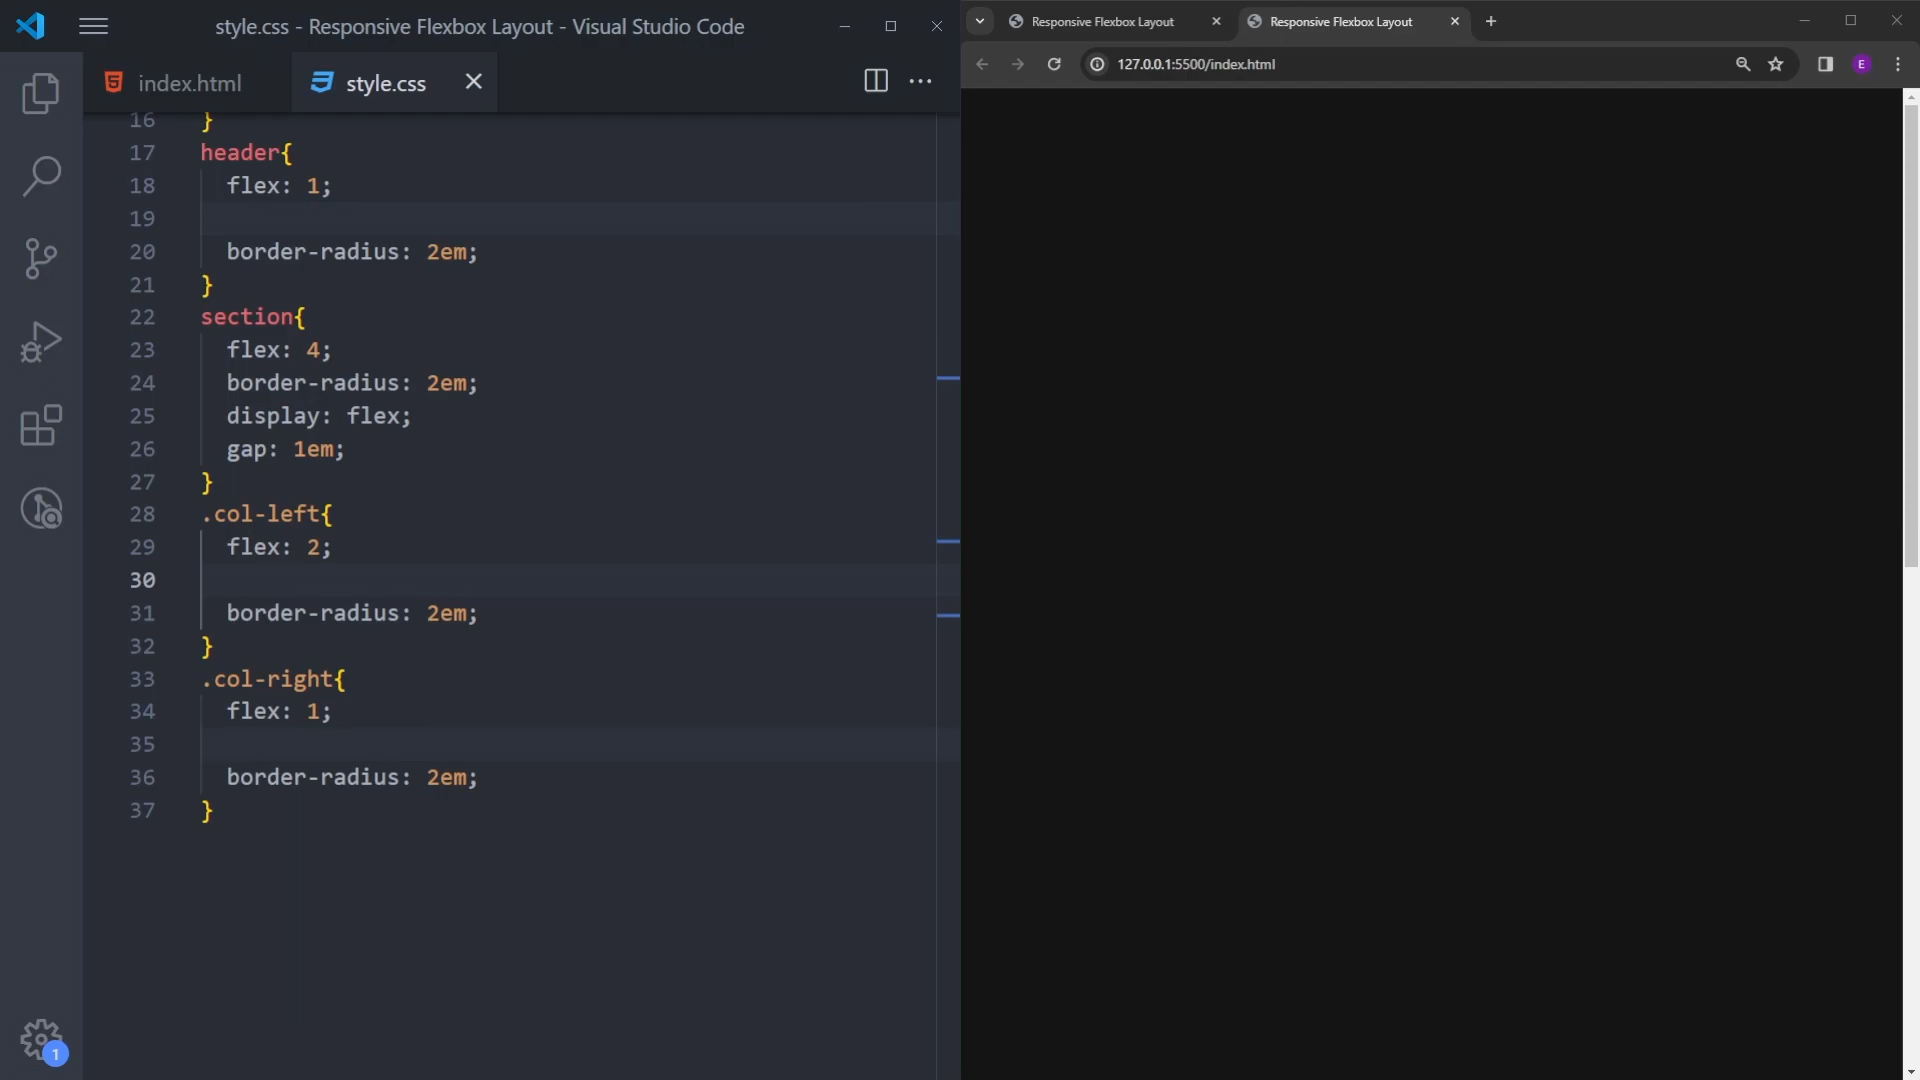 style.css - Responsive Flexbox Layout - Visual Studio Code
index.html
style.css
16 }
17 header{
18 flex: 1;
19
20 border-radius: 2em;
21 }
22 section{
23 flex: 4;
24 border-radius: 2em;
25 display: flex;
26 gap: 1em;
27 }
28 .col-left{
29 flex: 2;
30
31 border-radius: 2em;
32 }
33 .col-right{
34 flex: 1;
35
36 border-radius: 2em;
37 }
1
Responsive Flexbox Layout
Responsive Flexbox Layout
127.0.0.1:5500/index.html
E